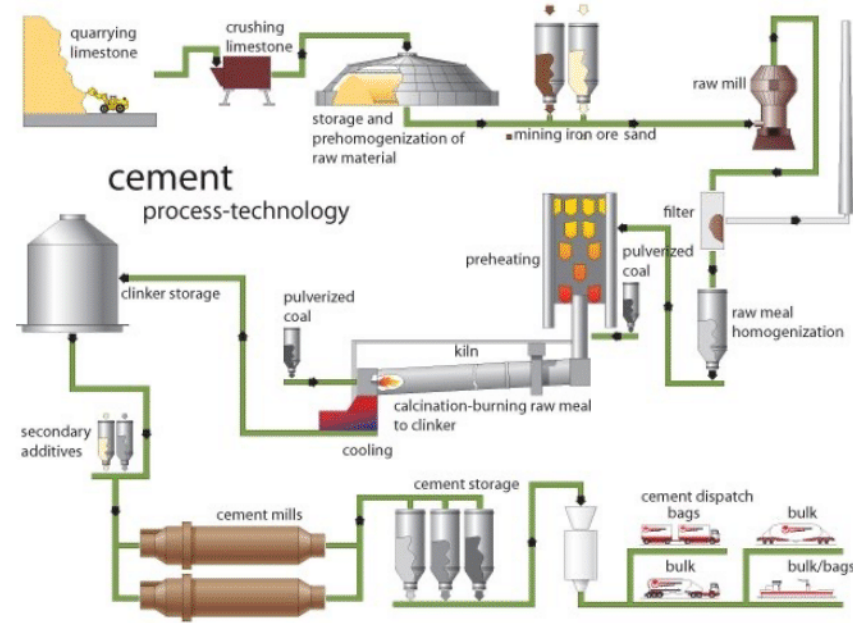 quarrying
limestone
crushing
limestone
storage and
prehomogenization of
raw material
mining iron ore sand
raw mill
cement
process-technology
filter
preheating
pulverized
coal
raw meal
homogenization
clinker storage
pulverized
coal
kiln
calcination-burning raw meal
to clinker
cooling
secondary
additives
cement mills
cement storage
cement dispatch
bags
bulk
bulk
bulk/bags